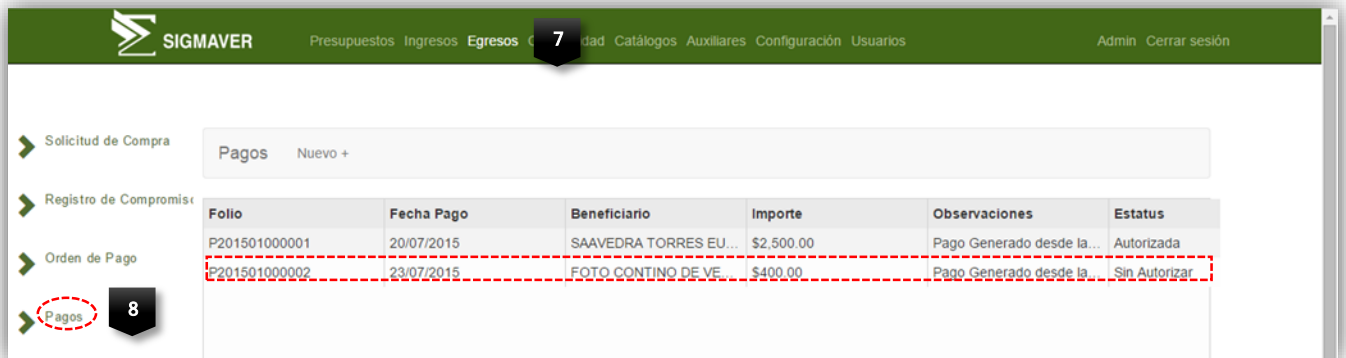 SIGMAVER Presupuestos Ingresos Egresos 7 dad Catálogos Auxiliares Configuración Usuarios Admin Cerrar sesión
Solicitud de Compra
Pagos Nuevo +
Registro de Compromis
Folio Fecha Pago Beneficiario Importe Observaciones Estatus
P201501000001 20/07/2015 SAAVEDRA TORRES EU... $2,500.00 Pago Generado desde la... Autorizada
Orden de Pago
P201501000002 23/07/2015 FOTO CONTINO DE VE... $400.00 Pago Generado desde la... Sin Autorizar
Pagos 8